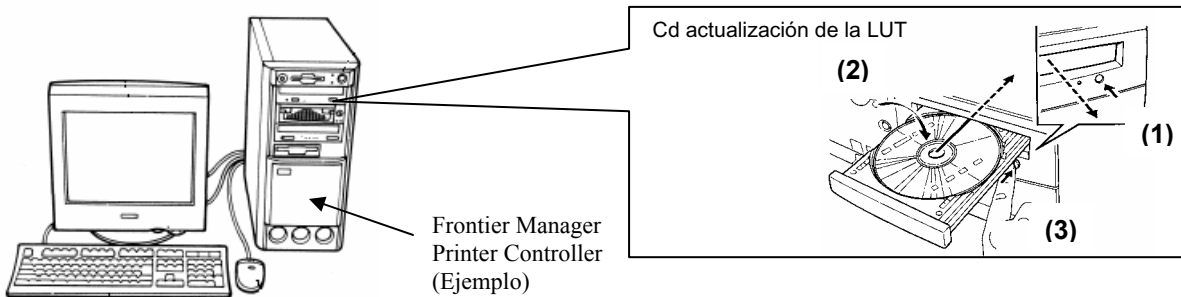 Cd actualización de la LUT
(2)
(1)
(3)
Frontier Manager
Printer Controller
(Ejemplo)